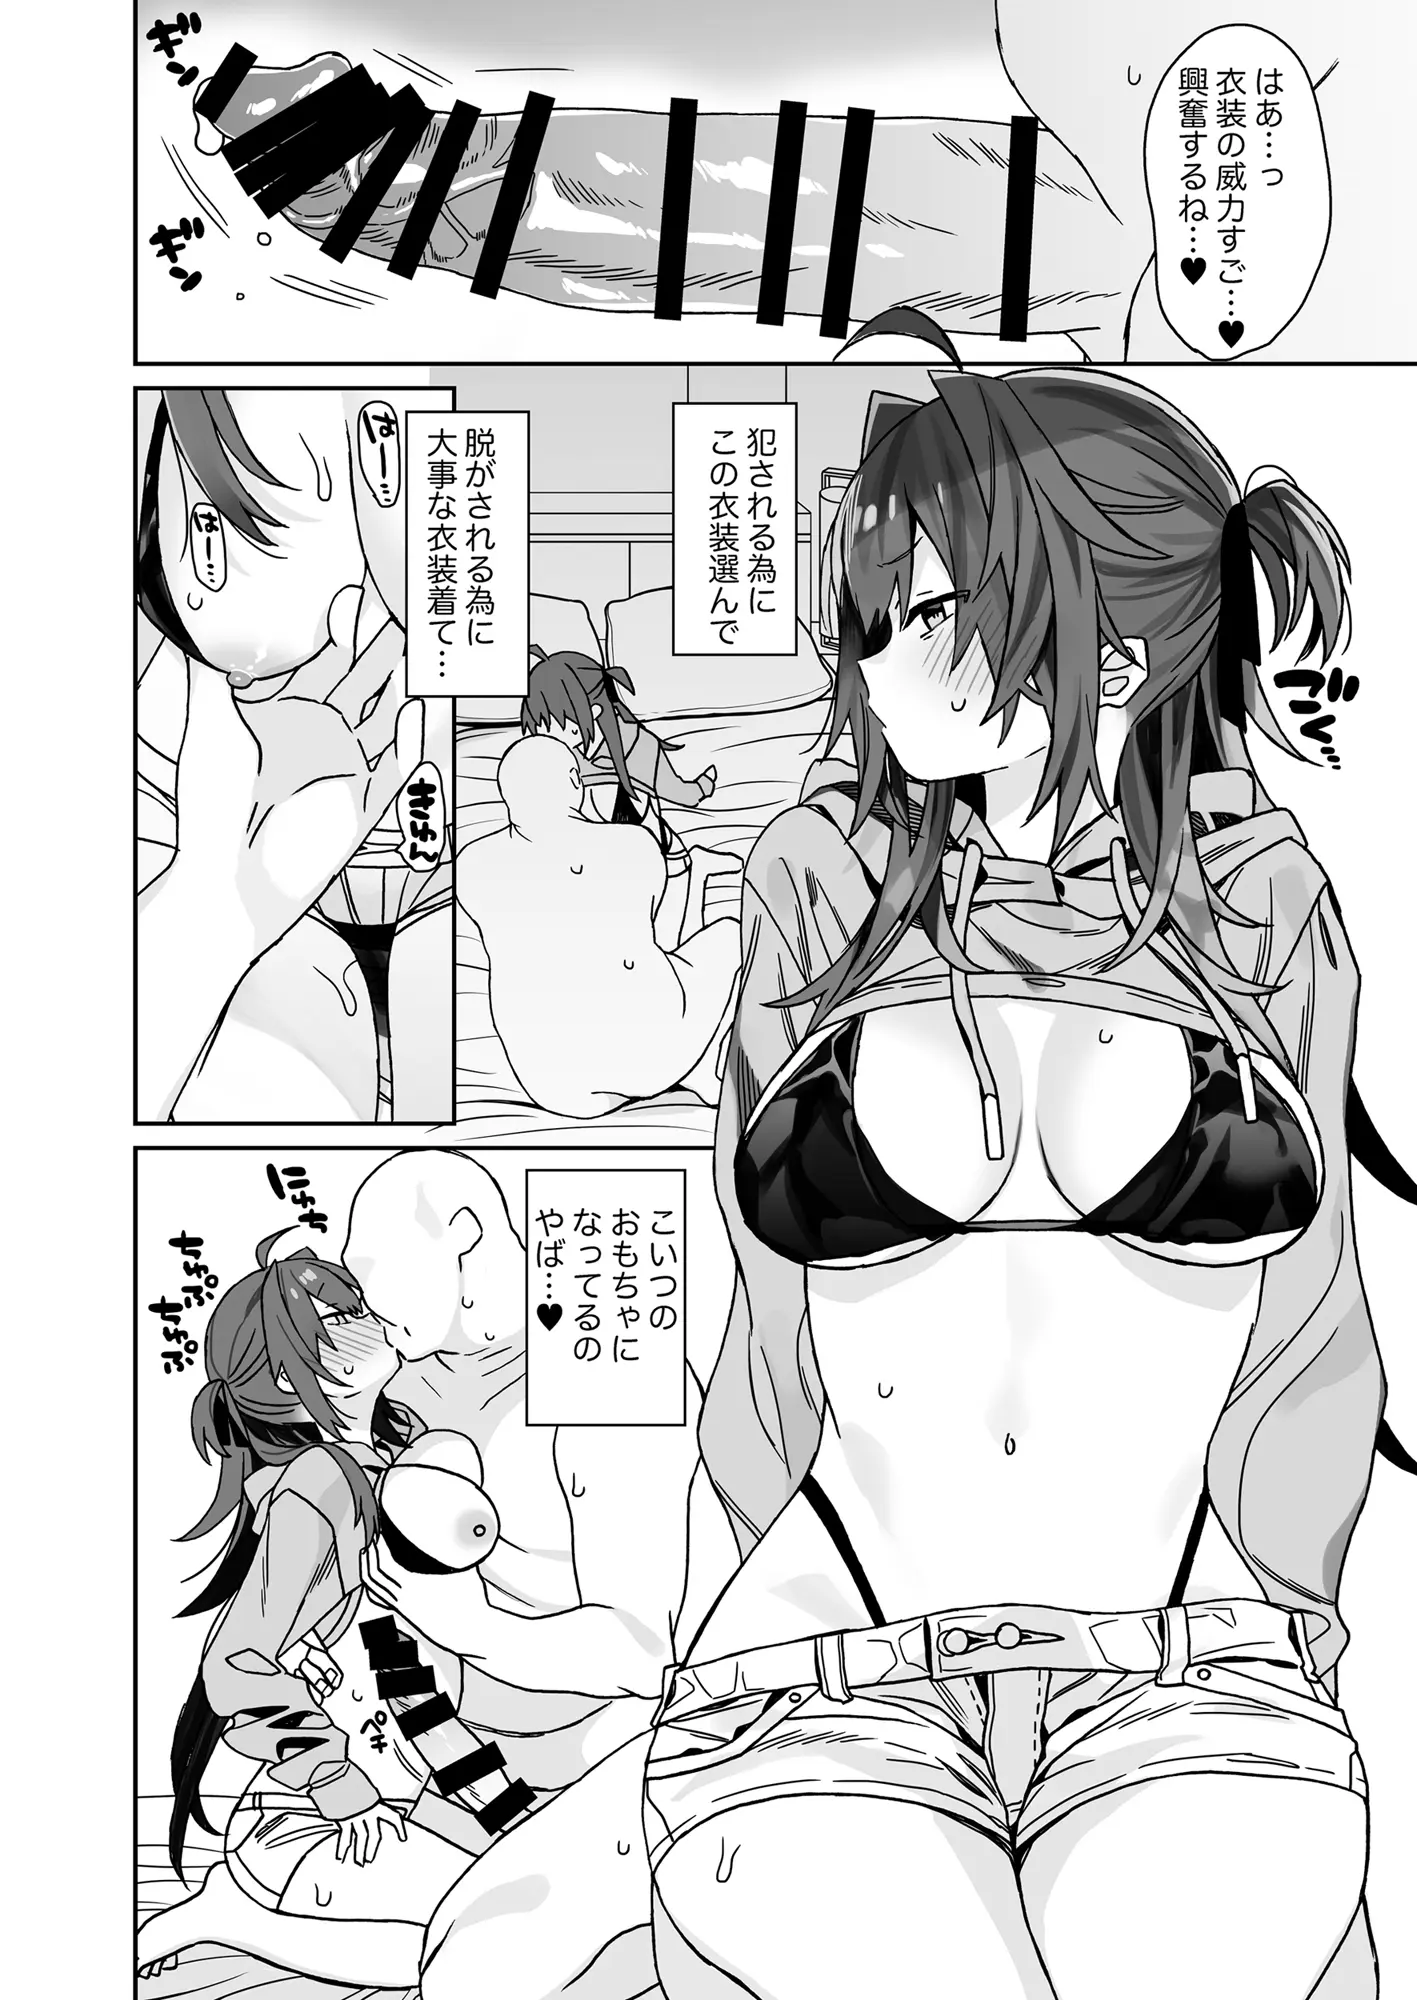 はあ…っ
衣装の威力すご…♥
興奮するね…♥
ギンッ
ギンッ
犯される為に
この衣装選んで
脱がされる為に
大事な衣装着て…
はー…
はー…
きゅん
ごく…
こいつの
おもちゃに
なってるの
やば…♥
にゅち
ちゅぷ
ちゅぷ
ペチ